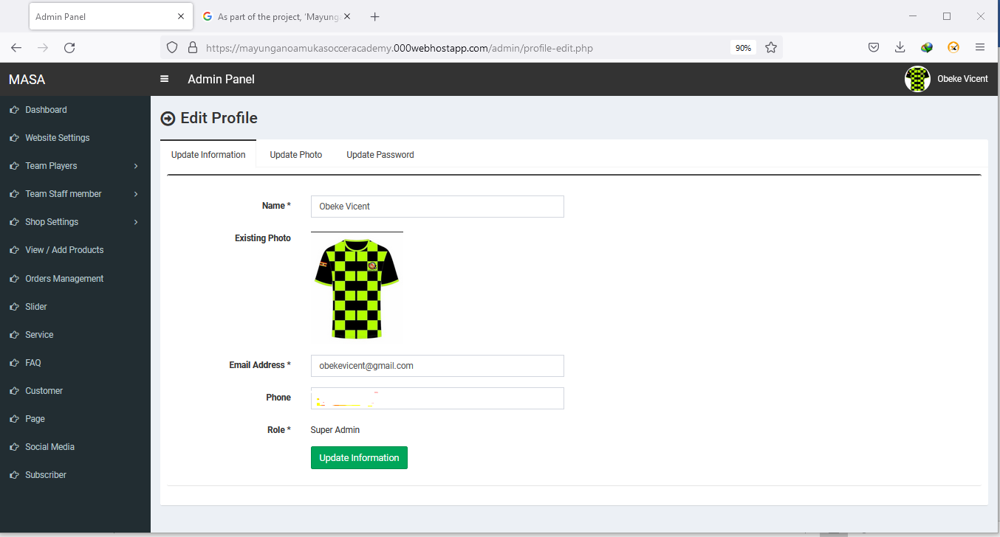 Admin Panel
As part of the project, 'Mayung
https://mayunganoamukasocceracademy.000webhostapp.com/admin/profile-edit.php
90%
MASA
Admin Panel
Obeke Vicent
Dashboard
Website Settings
Team Players
Team Staff member
Shop Settings
View / Add Products
Orders Management
Slider
Service
FAQ
Customer
Page
Social Media
Subscriber
Edit Profile
Update Information
Update Photo
Update Password
Name *
Obeke Vicent
Existing Photo
Email Address *
obekevicent@gmail.com
Phone
Role *
Super Admin
Update Information